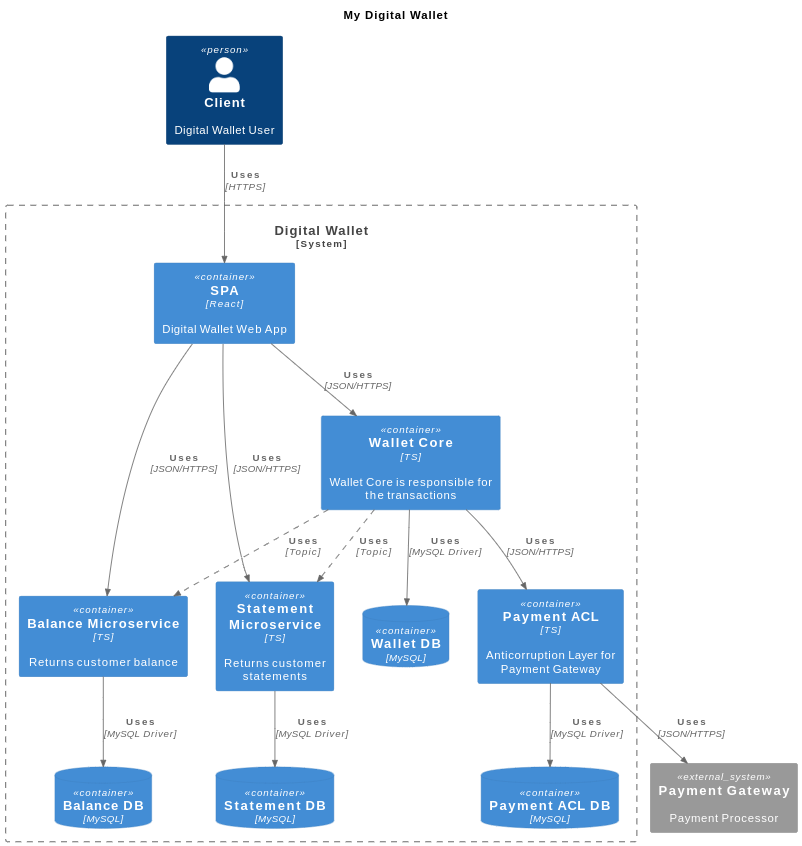 My Digital Wallet
«person»
Client
Digital Wallet User
Uses
[HTTPS]
Digital Wallet
[System]
«container»
SPA
[React]
Digital Wallet Web App
Uses
[JSON/HTTPS]
«container»
Wallet Core
[TS]
Wallet Core is responsible for
the transactions
Uses
[JSON/HTTPS]
Uses
[JSON/HTTPS]
Uses
[Topic]
Uses
[Topic]
Uses
[MySQL Driver]
Uses
[JSON/HTTPS]
«container»
Balance Microservice
[TS]
Returns customer balance
«container»
Statement
Microservice
[TS]
Returns customer
statements
«container»
Wallet DB
[MySQL]
«container»
Payment ACL
[TS]
Anticorruption Layer for
Payment Gateway
Uses
[MySQL Driver]
Uses
[MySQL Driver]
Uses
[MySQL Driver]
Uses
[JSON/HTTPS]
«container»
Balance DB
[MySQL]
«container»
Statement DB
[MySQL]
«container»
Payment ACL DB
[MySQL]
«external_system»
Payment Gateway
Payment Processor